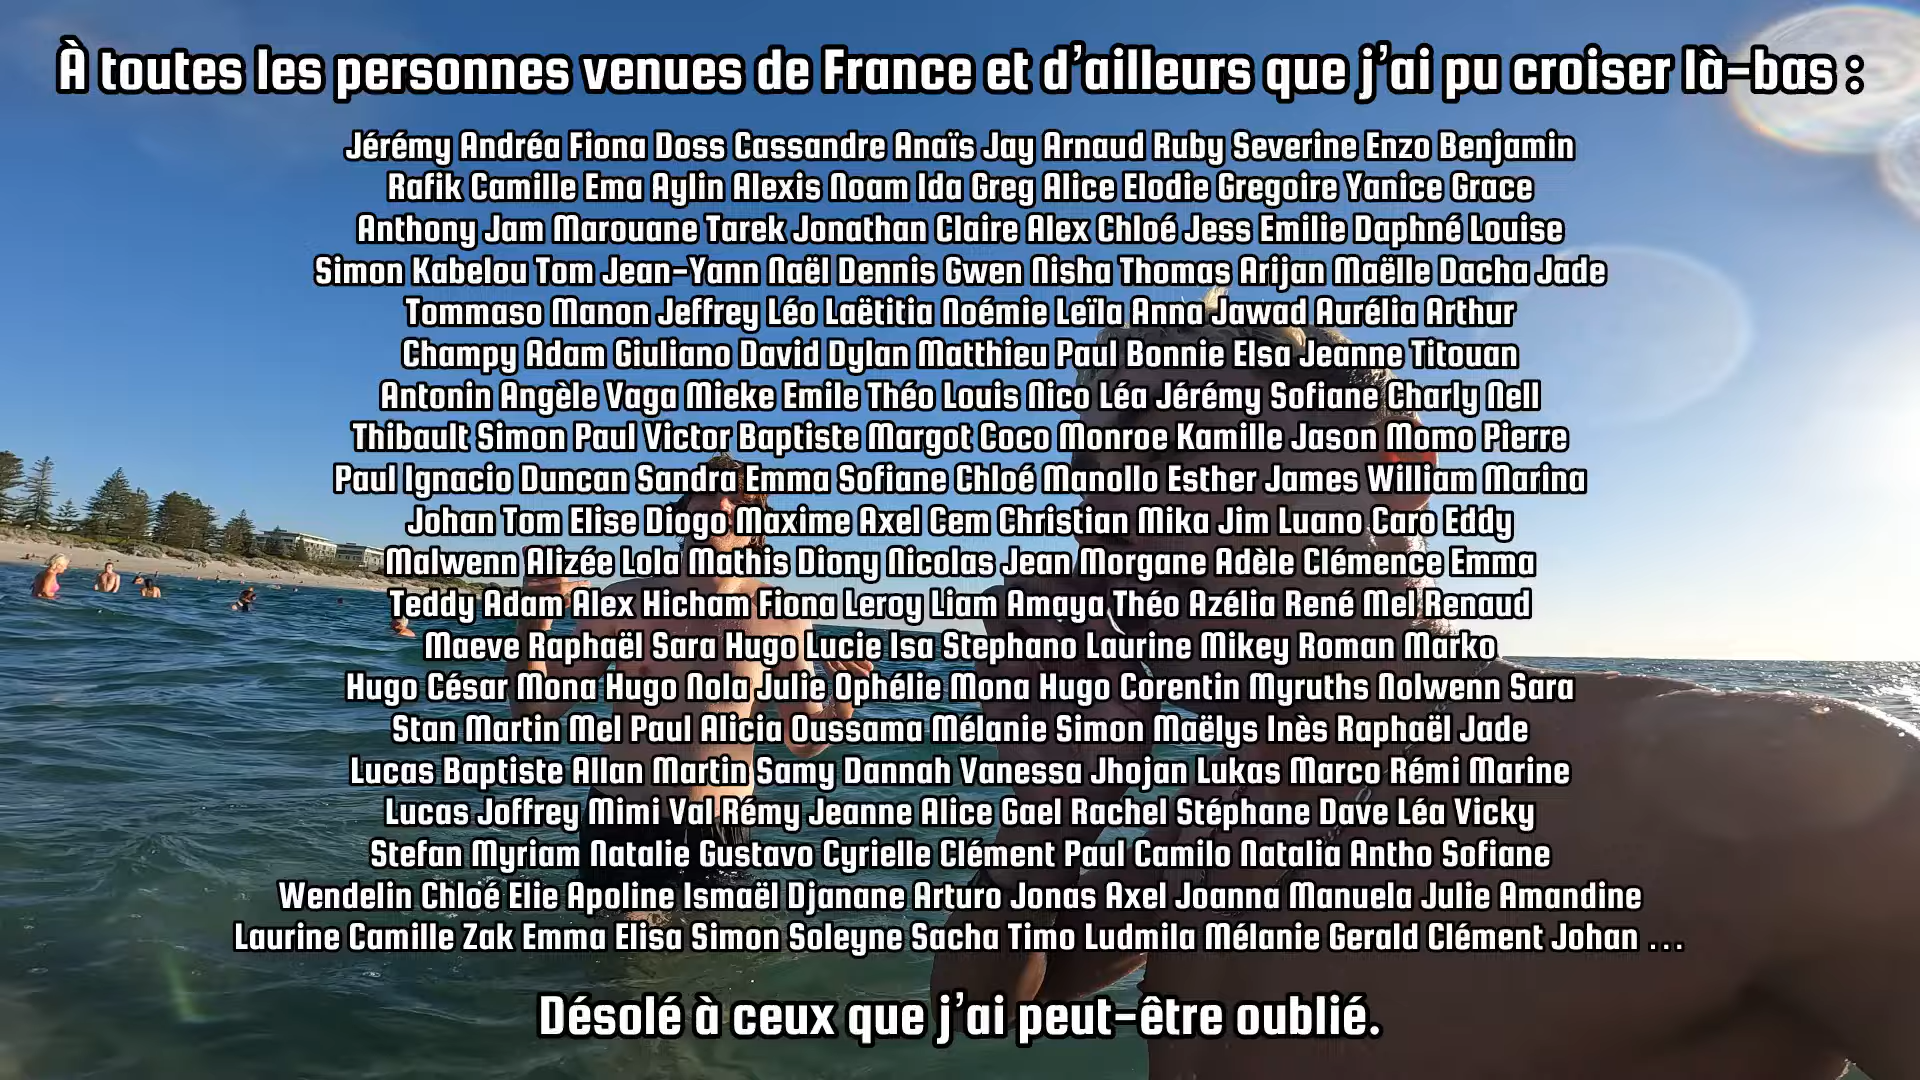 À toutes les personnes venues de France et d’ailleurs que j’ai pu croiser là-bas :
Jérémy Andréa Fiona Doss Cassandre Anaïs Jay Arnaud Ruby Severine Enzo Benjamin
Rafik Camille Ema Aylin Alexis Noam Ida Greg Alice Elodie Gregoire Yanice Grace
Anthony Jam Marouane Tarek Jonathan Claire Alex Chloé Jess Emilie Daphné Louise
Simon Kabelou Tom Jean-Yann Naël Dennis Gwen Nisha Thomas Arijan Maëlle Dacha Jade
Tommaso Manon Jeffrey Léo Laëtitia Noémie Leïla Anna Jawad Aurélia Arthur
Champy Adam Giuliano David Dylan Matthieu Paul Bonnie Elsa Jeanne Titouan
Antonin Angèle Vaga Mieke Emile Théo Louis Nico Léa Jérémy Sofiane Charly Nell
Thibault Simon Paul Victor Baptiste Margot Coco Monroe Kamille Jason Momo Pierre
Paul Ignacio Duncan Sandra Emma Sofiane Chloé Manollo Esther James William Marina
Johan Tom Elise Diogo Maxime Axel Cem Christian Mika Jim Luano Caro Eddy
Malwenn Alizée Lola Mathis Diony Nicolas Jean Morgane Adèle Clémence Emma
Teddy Adam Alex Hicham Fiona Leroy Liam Amaya Théo Azélia René Mel Renaud
Maeve Raphaël Sara Hugo Lucie Isa Stephano Laurine Mikey Roman Marko
Hugo César Mona Hugo Nola Julie Ophélie Mona Hugo Corentin Myruths Nolwenn Sara
Stan Martin Mel Paul Alicia Oussama Mélanie Simon Maëlys Inès Raphaël Jade
Lucas Baptiste Allan Martin Samy Dannah Vanessa Jhojan Lukas Marco Rémi Marine
Lucas Joffrey Mimi Val Rémy Jeanne Alice Gael Rachel Stéphane Dave Léa Vicky
Stefan Myriam Natalie Gustavo Cyrielle Clément Paul Camilo Natalia Antho Sofiane
Wendelin Chloé Elie Apoline Ismaël Djanane Arturo Jonas Axel Joanna Manuela Julie Amandine
Laurine Camille Zak Emma Elisa Simon Soleyne Sacha Timo Ludmila Mélanie Gerald Clément Johan ...
Désolé à ceux que j’ai peut-être oublié.